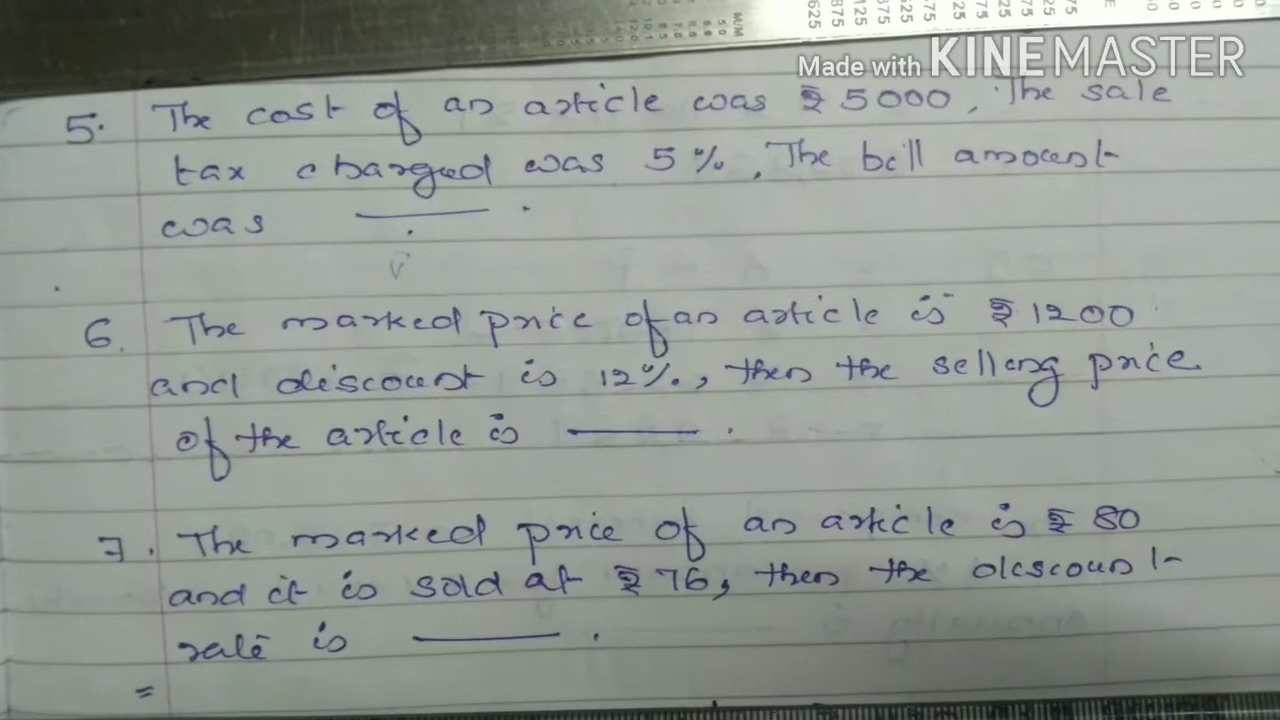 Made with KINEMASTER
5. The cost of an article was ₹ 5000, The sale
tax charged was 5%, The bill amount
was ______.
6. The marked price of an article is ₹ 1200
and discount is 12%, then the selling price
of the article is ______.
7. The marked price of an article is ₹ 80
and it is sold at ₹ 76, then the discount
rate is ______.
=